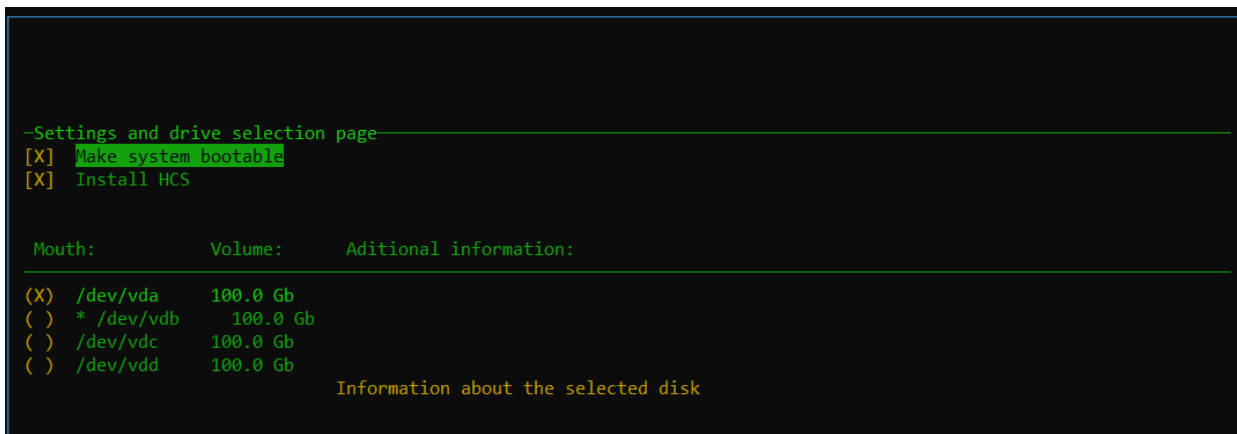 Settings and drive selection page
[X] Make system bootable
[X] Install HCS
Mouth: Volume: Aditional information:
(X) /dev/vda 100.0 Gb
( ) * /dev/vdb 100.0 Gb
( ) /dev/vdc 100.0 Gb
( ) /dev/vdd 100.0 Gb
Information about the selected disk